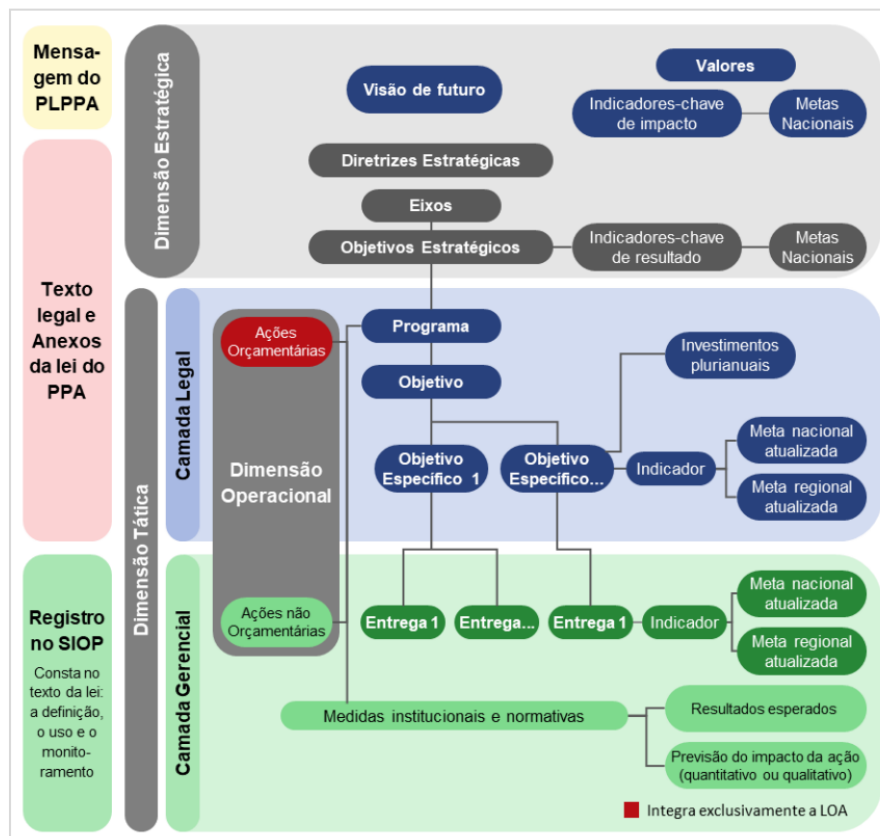 Mensa-
gem do
PLPPA
Texto
legal e
Anexos
da lei do
PPA
Registro
no SIOP
Consta no
texto da lei:
a definição,
o uso e o
monito-
ramento
Dimensão Estratégica
Visão de futuro
Valores
Indicadores-chave
de impacto
Metas
Nacionais
Diretrizes Estratégicas
Eixos
Objetivos Estratégicos
Indicadores-chave
de resultado
Metas
Nacionais
Dimensão Tática
Camada Legal
Ações
Orçamentárias
Dimensão
Operacional
Ações não
Orçamentárias
Programa
Objetivo
Investimentos
plurianuais
Objetivo
Específico 1
Objetivo
Específico...
Indicador
Meta nacional
atualizada
Meta regional
atualizada
Camada Gerencial
Entrega 1
Entrega...
Entrega 1
Indicador
Meta nacional
atualizada
Meta regional
atualizada
Medidas institucionais e normativas
Resultados esperados
Previsão do impacto da ação
(quantitativo ou qualitativo)
Integra exclusivamente a LOA